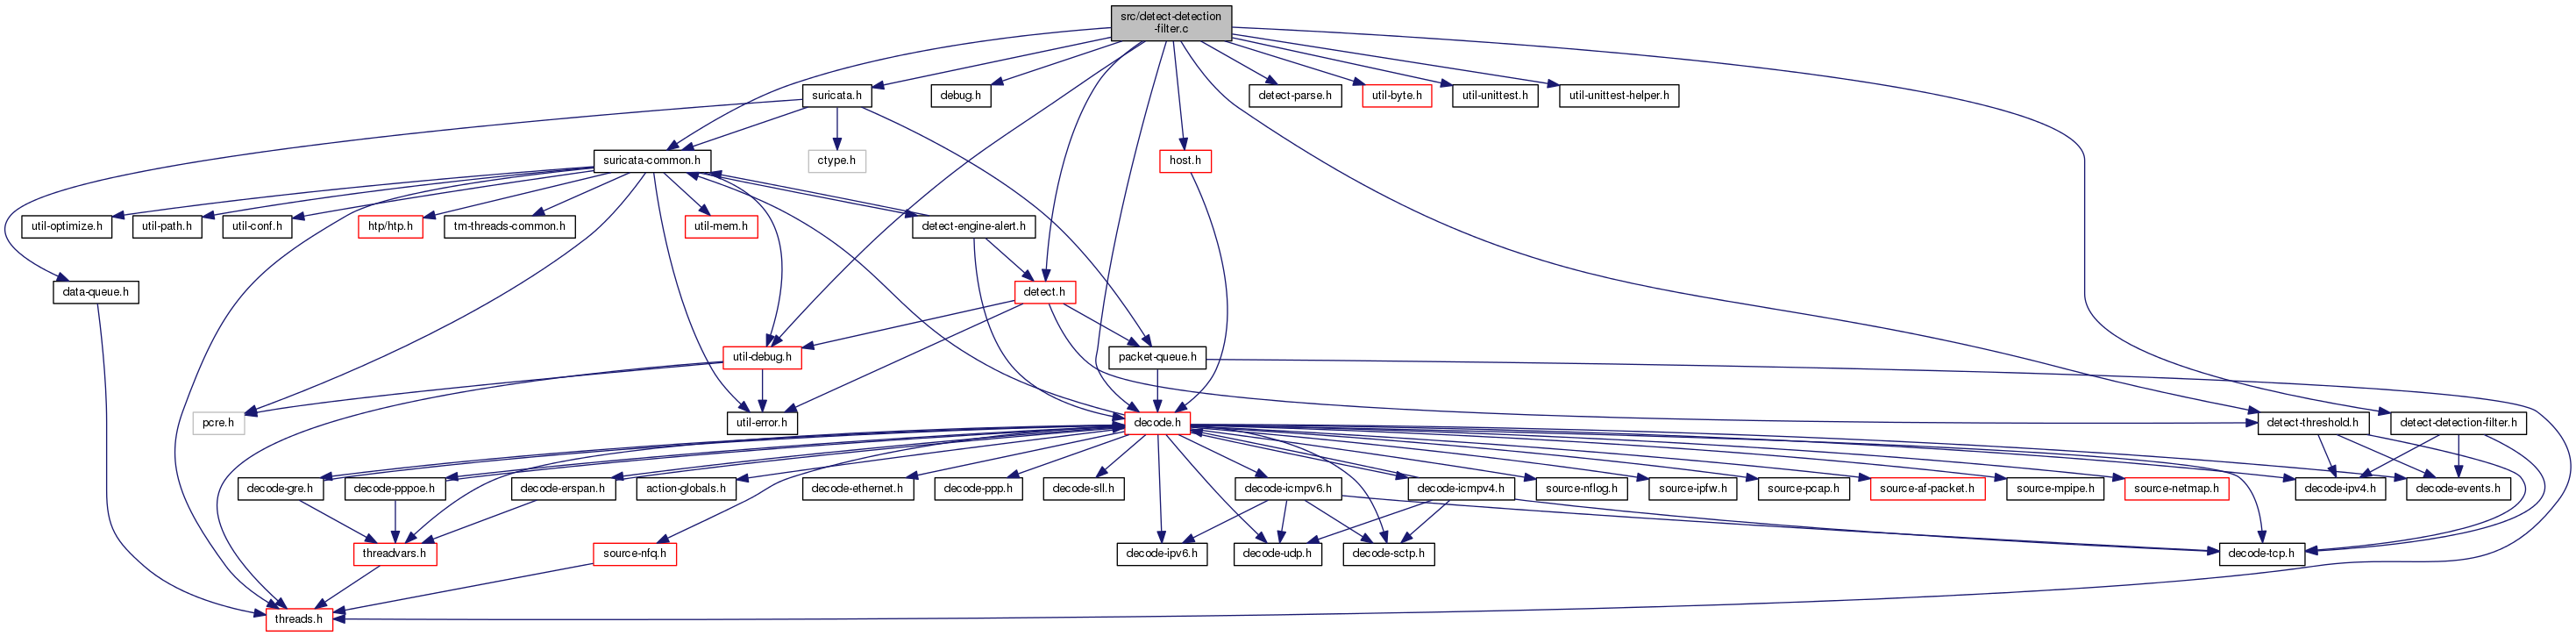 src/detect-detection
-filter.c
suricata.h
debug.h
detect-parse.h
util-byte.h
util-unittest.h
util-unittest-helper.h
suricata-common.h
ctype.h
host.h
util-optimize.h
util-path.h
util-conf.h
htp/htp.h
tm-threads-common.h
util-mem.h
detect-engine-alert.h
data-queue.h
detect.h
util-debug.h
packet-queue.h
pcre.h
util-error.h
decode.h
detect-threshold.h
detect-detection-filter.h
decode-gre.h
decode-pppoe.h
decode-erspan.h
action-globals.h
decode-ethernet.h
decode-ppp.h
decode-sll.h
decode-icmpv6.h
decode-icmpv4.h
source-nflog.h
source-ipfw.h
source-pcap.h
source-af-packet.h
source-mpipe.h
source-netmap.h
decode-ipv4.h
decode-events.h
threadvars.h
source-nfq.h
decode-ipv6.h
decode-udp.h
decode-sctp.h
decode-tcp.h
threads.h